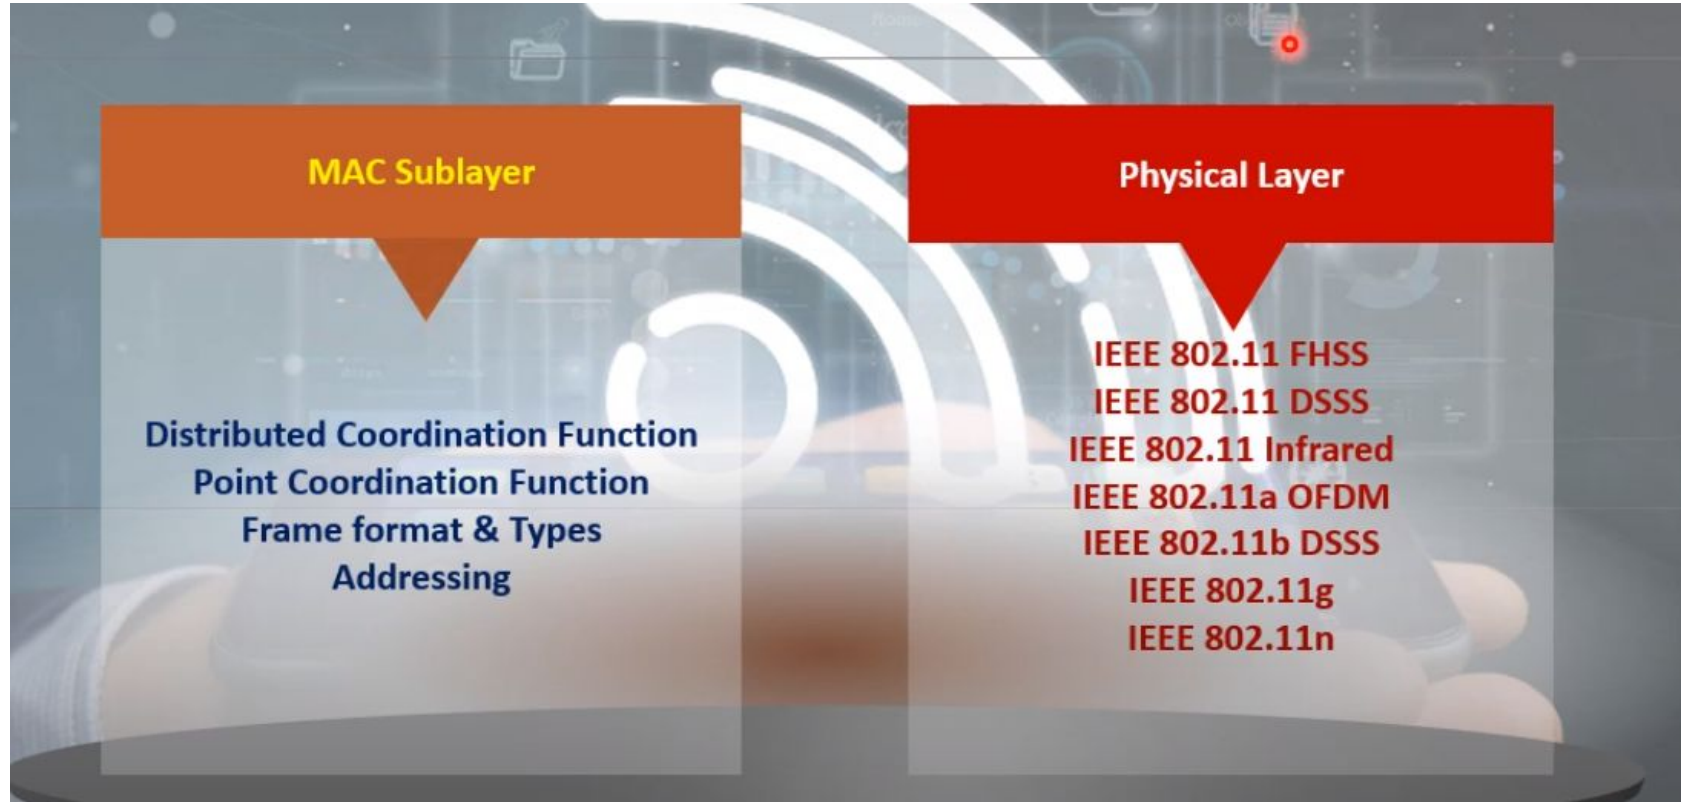 MAC Sublayer
Distributed Coordination Function
Point Coordination Function
Frame format & Types
Addressing
Physical Layer
IEEE 802.11 FHSS
IEEE 802.11 DSSS
IEEE 802.11 Infrared
IEEE 802.11a OFDM
IEEE 802.11b DSSS
IEEE 802.11g
IEEE 802.11n